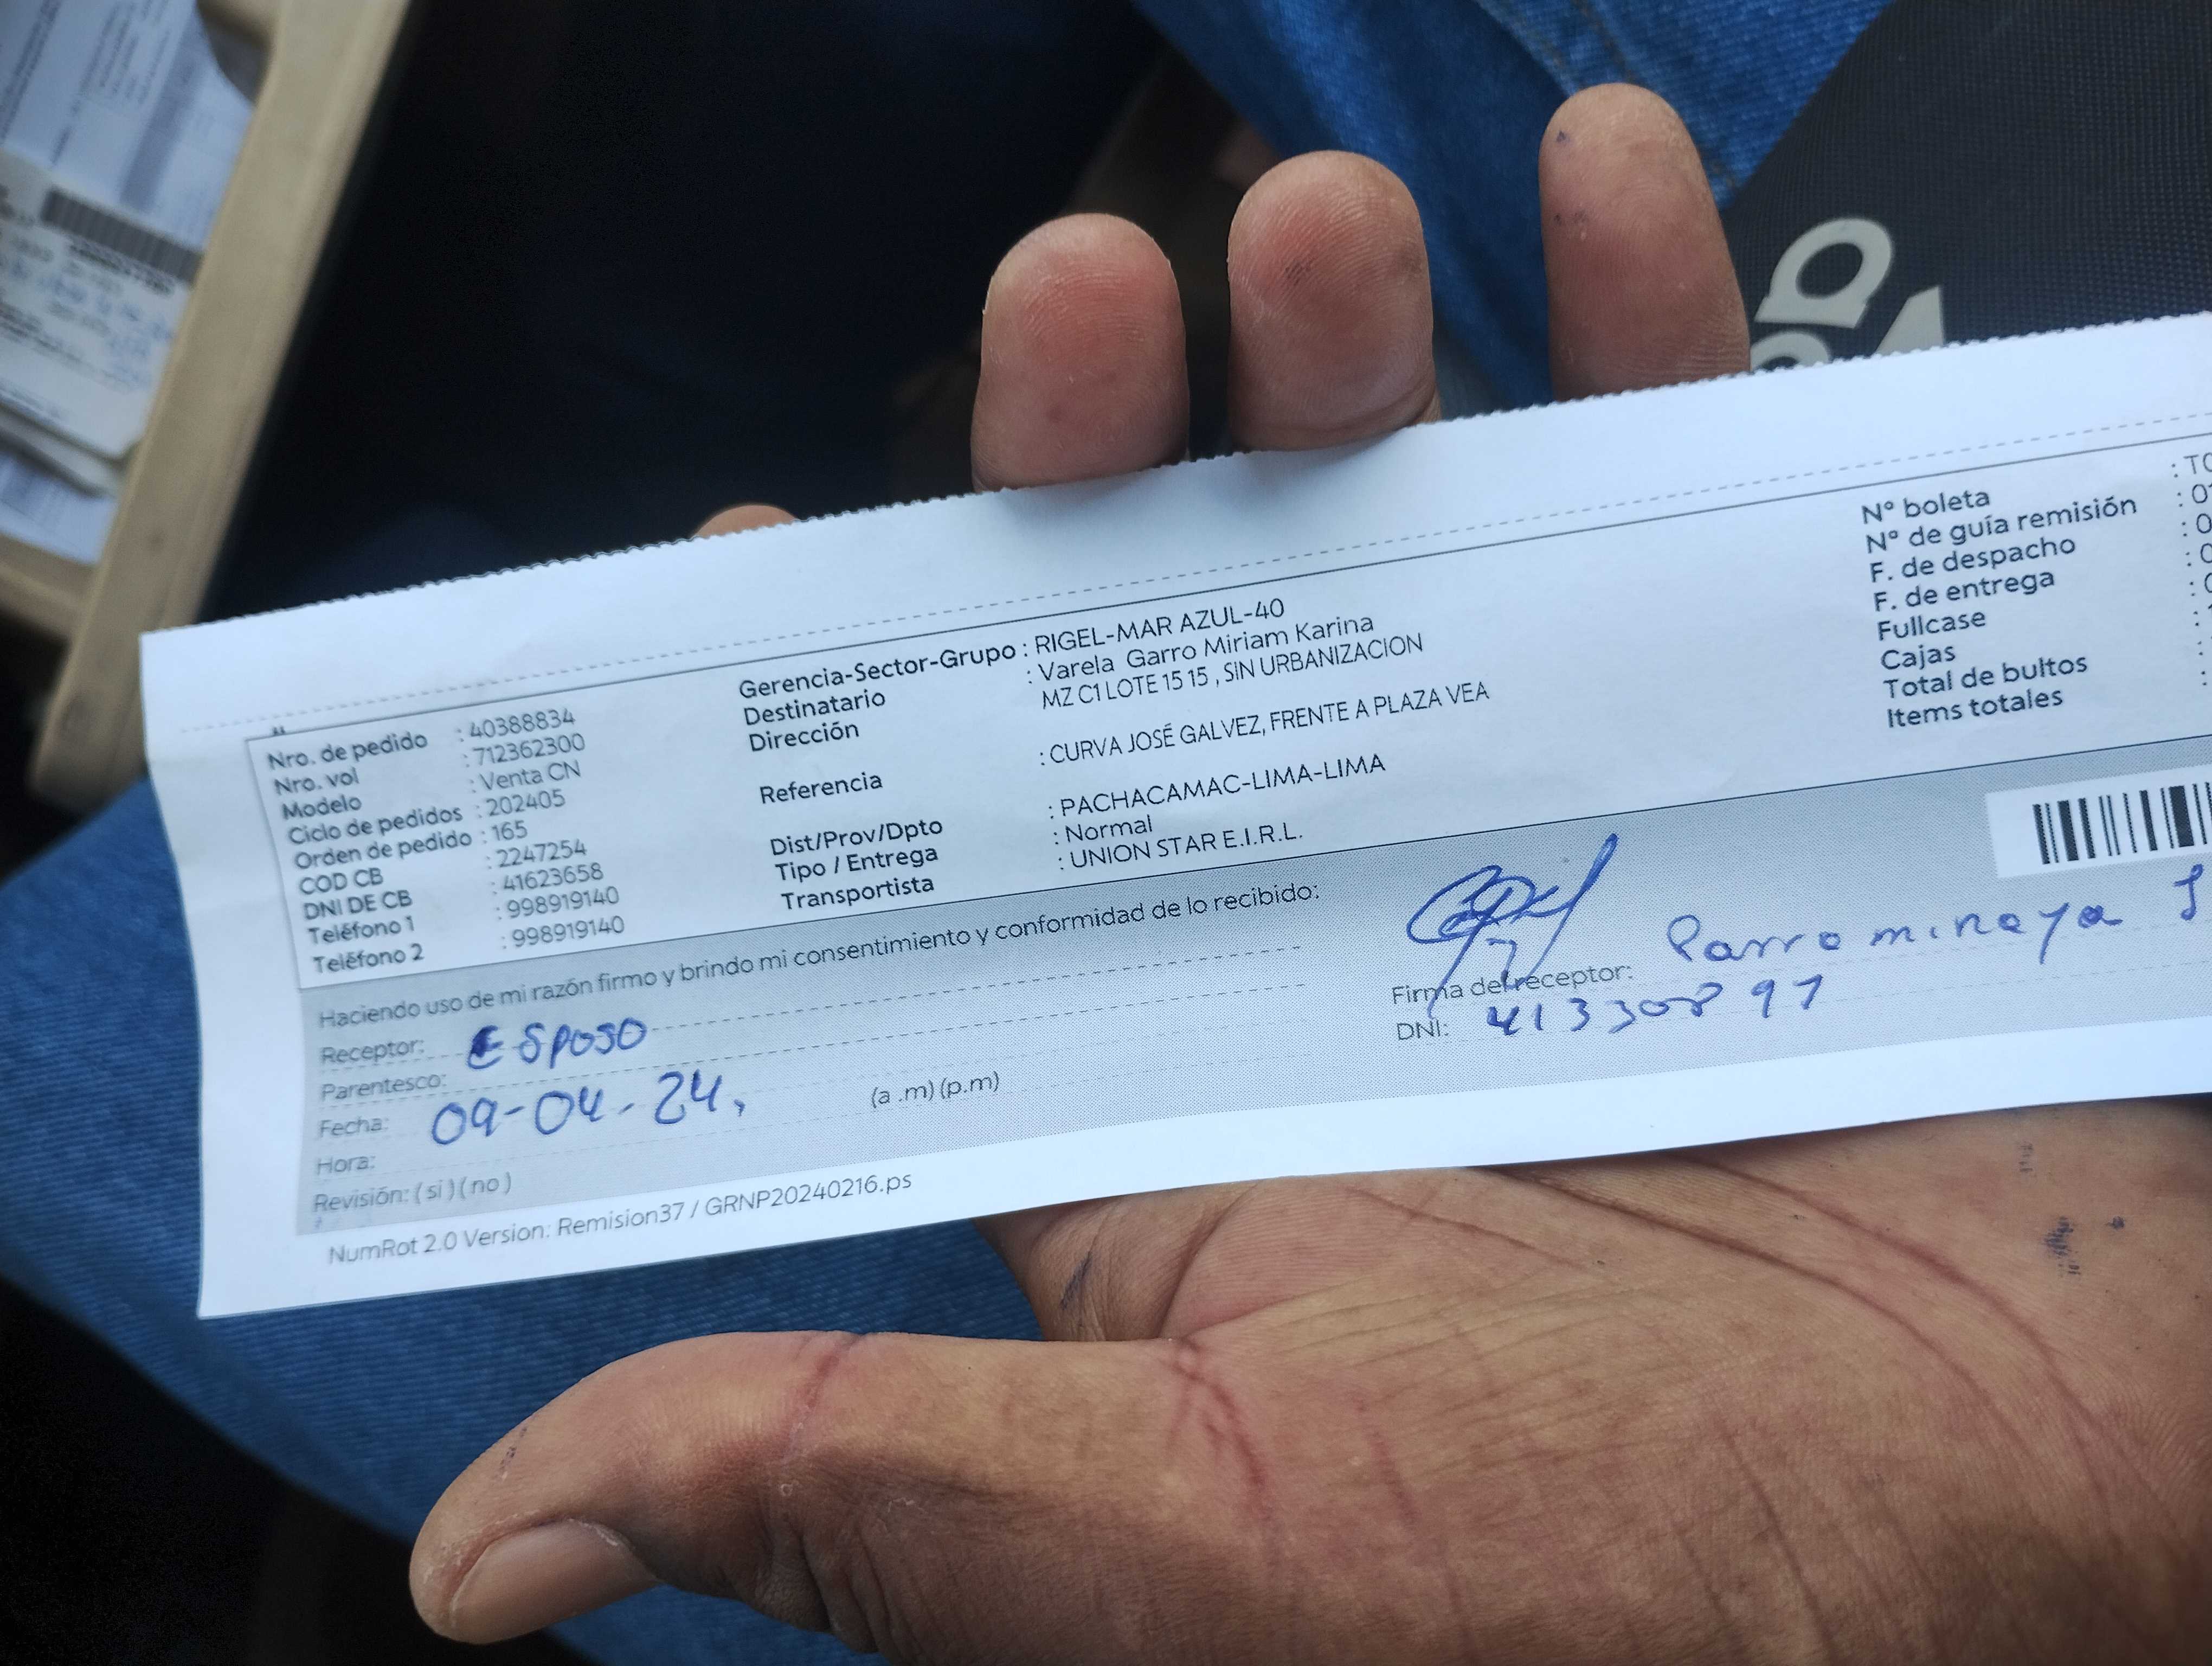 Nro. de pedido : 40388834
Nro. vol : 712362300
Modelo : Venta CN
Ciclo de pedidos : 202405
Orden de pedido : 165
COD CB : 2247254
DNI DE CB : 41623658
Teléfono 1 : 998919140
Teléfono 2 : 998919140
Gerencia-Sector-Grupo : RIGEL-MAR AZUL-40
Destinatario : Varela Garro Miriam Karina
Dirección MZ C1 LOTE 15 15 , SIN URBANIZACION
Referencia : CURVA JOSÉ GALVEZ, FRENTE A PLAZA VEA
Dist/Prov/Dpto : PACHACAMAC-LIMA-LIMA
Tipo / Entrega : Normal
Transportista : UNION STAR E.I.R.L.
Nº boleta : T
Nº de guía remisión : 0
F. de despacho : 0
F. de entrega : 0
Fullcase :
Cajas :
Total de bultos :
Items totales
Haciendo uso de mi razón firmo y brindo mi consentimiento y conformidad de lo recibido:
Receptor: Esposo
Parentesco:
Fecha: 09-04-24,
Hora: (a .m) (p.m)
Revisión: ( si ) ( no )
Firma del receptor:
DNI:
NumRot 2.0 Version: Remision37 / GRNP20240216.ps